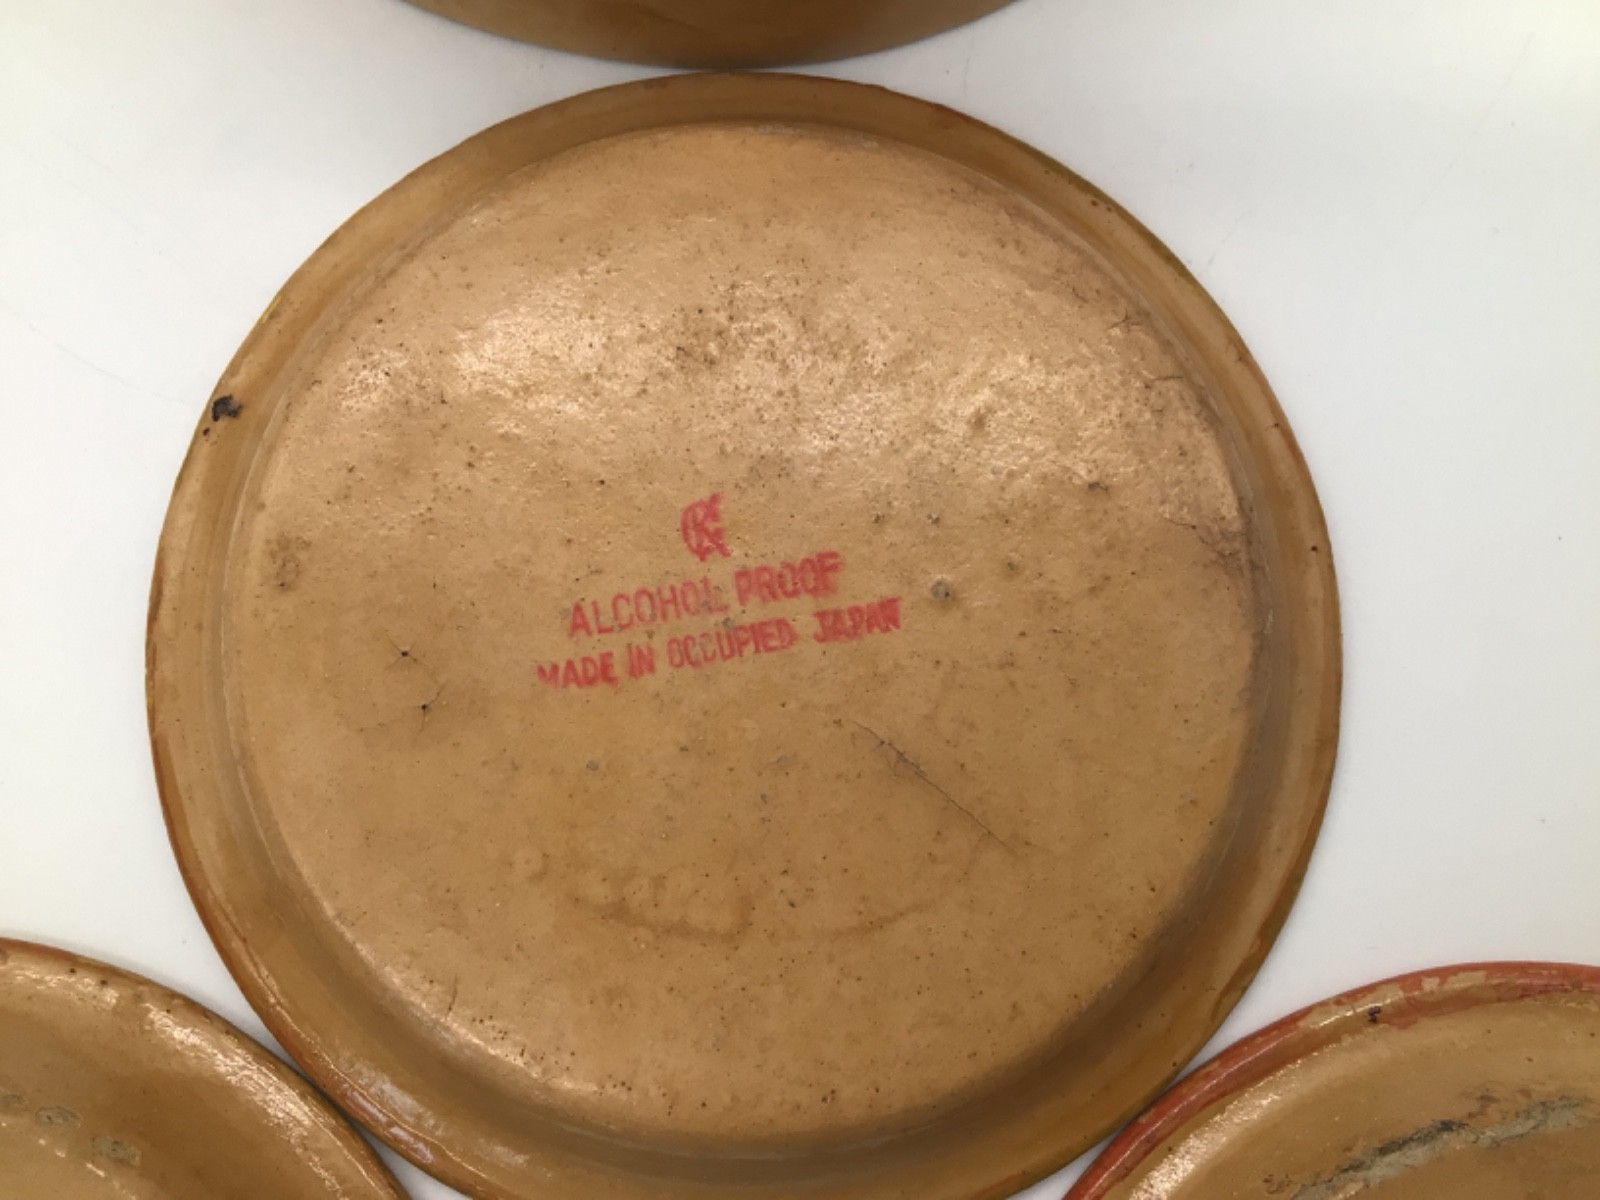 ALCOHOL PROOF
MADE IN OCCUPIED JAPAN